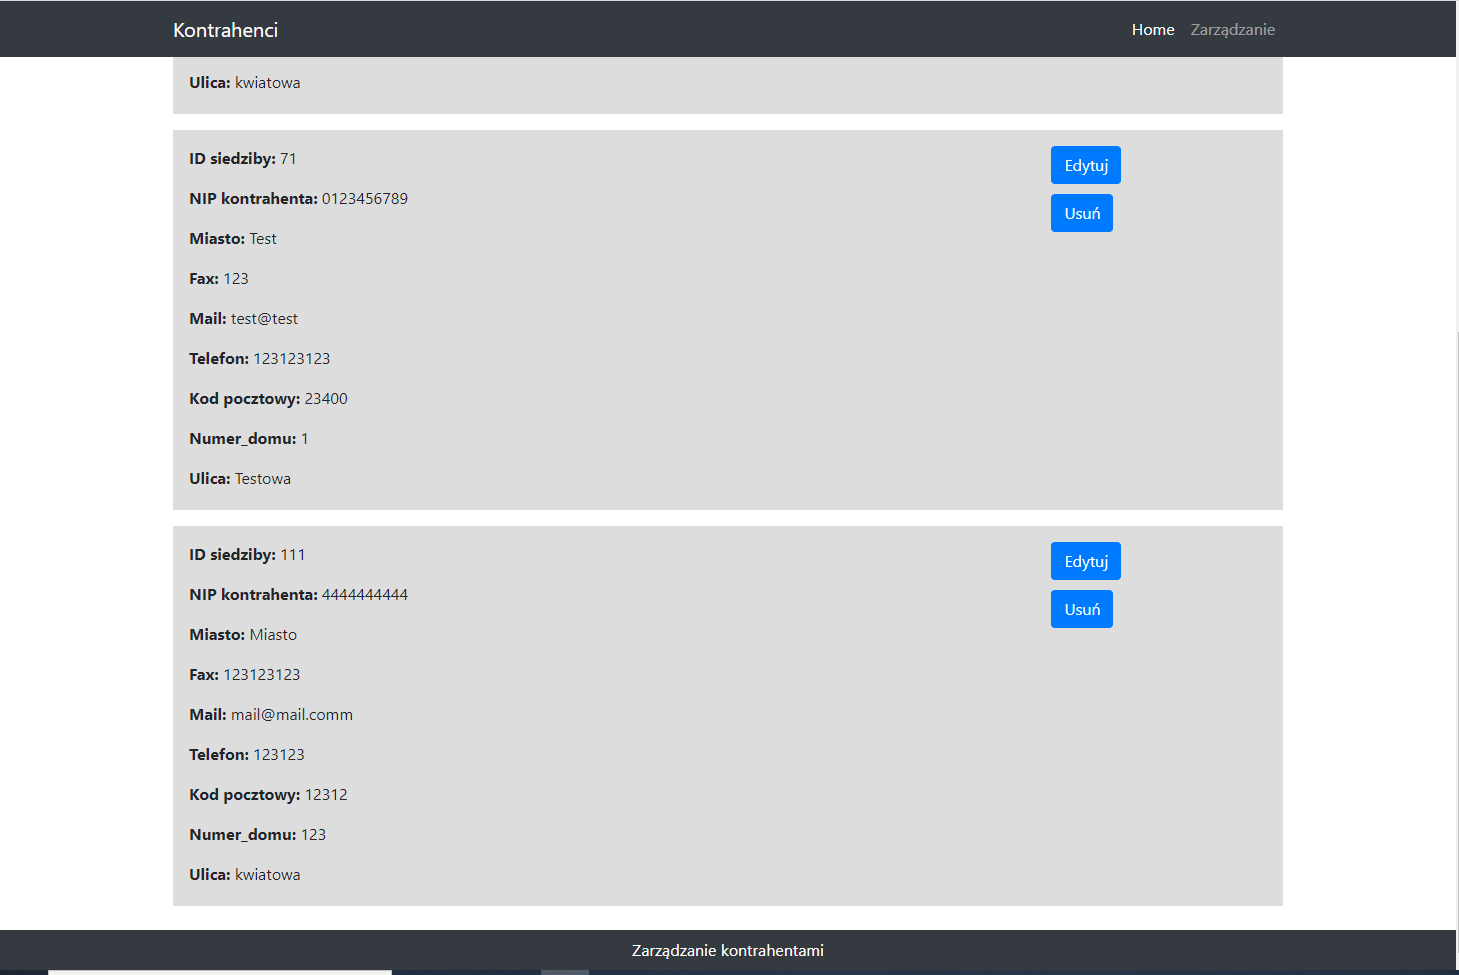 Kontrahenci Home Zarządzanie
Ulica: kwiatowa
ID siedziby: 71
Edytuj
NIP kontrahenta: 0123456789
Usuń
Miasto: Test
Fax: 123
Mail: test@test
Telefon: 123123123
Kod pocztowy: 23400
Numer_domu: 1
Ulica: Testowa
ID siedziby: 111
Edytuj
NIP kontrahenta: 4444444444
Usuń
Miasto: Miasto
Fax: 123123123
Mail: mail@mail.comm
Telefon: 123123
Kod pocztowy: 12312
Numer_domu: 123
Ulica: kwiatowa
Zarządzanie kontrahentami